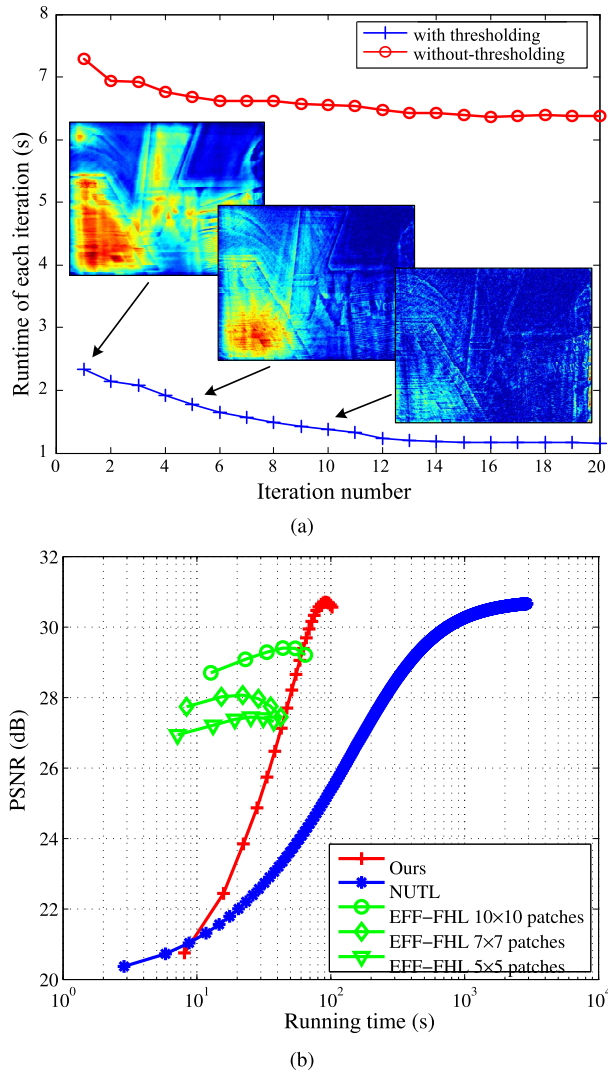 8
7
6
5
4
3
2
1
with thresholding
without-thresholding
Runtime of each iteration (s)
0 2 4 6 8 10 12 14 16 18 20
Iteration number
(a)
32
30
28
26
24
22
20
PSNR (dB)
Ours
NUTL
EFF-FHL 10×10 patches
EFF-FHL 7×7 patches
EFF-FHL 5×5 patches
10^0 10^1 10^2 10^3 10^4
Running time (s)
(b)